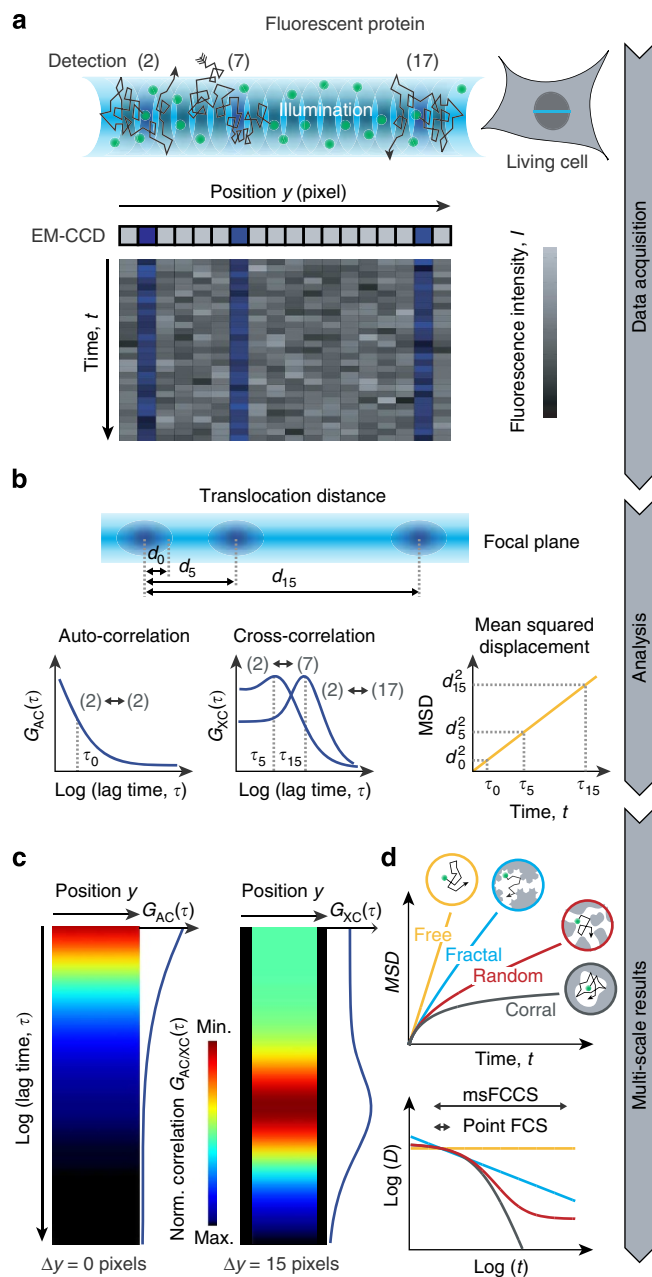 a
Fluorescent protein
Detection (2) (7) (17)
Illumination
Living cell
Position y (pixel)
EM-CCD
Time, t
Fluorescence intensity, I
Data acquisition
b
Translocation distance
Focal plane
d0
d5
d15
Auto-correlation
Cross-correlation
Mean squared
displacement
GAC(τ)
(2) ↔ (2)
τ0
Log (lag time, τ)
GXC(τ)
(2) ↔ (7)
(2) ↔ (17)
τ5 τ15
Log (lag time, τ)
MSD
d²15
d²5
d²0
τ0 τ5 τ15
Time, t
Analysis
c
Position y
GAC(τ)
Position y
GXC(τ)
Log (lag time, τ)
Min.
Norm. correlation GAC/XC(τ)
Max.
Δy = 0 pixels
Δy = 15 pixels
d
MSD
Free
Fractal
Random
Corral
Time, t
msFCCS
Point FCS
Log (D)
Log (t)
Multi-scale results